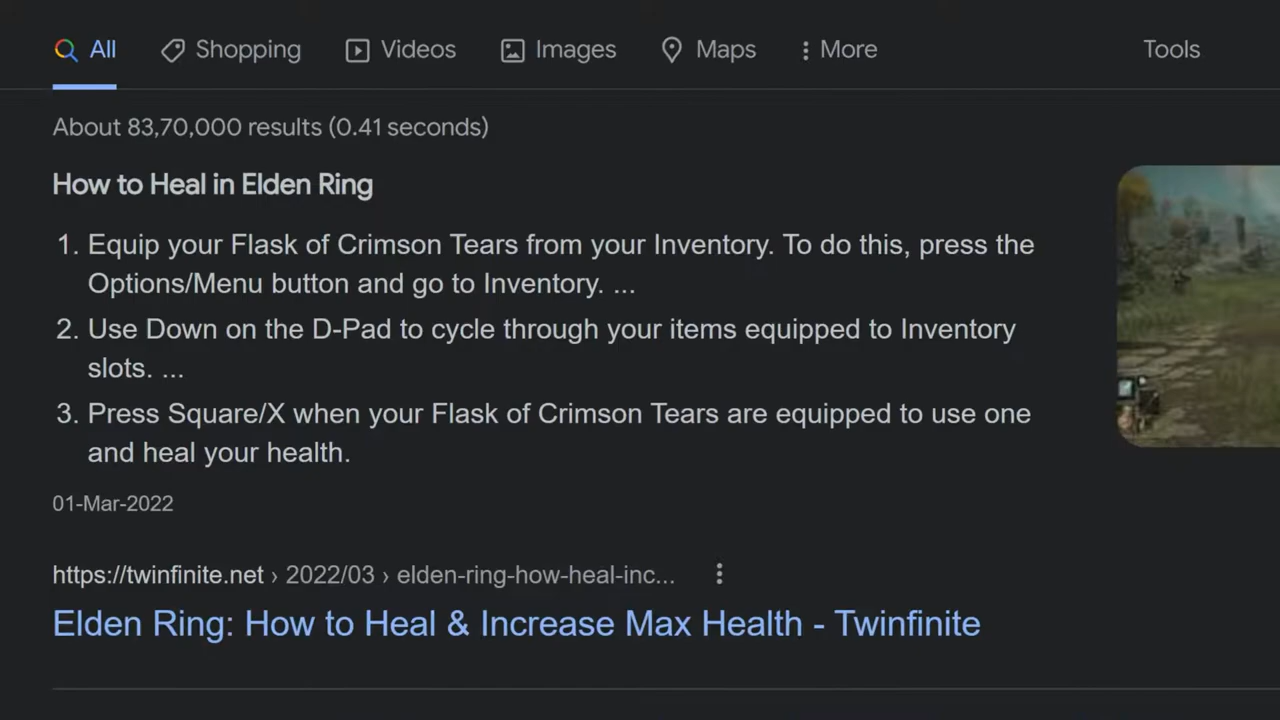 All Shopping Videos Images Maps More Tools
About 83,70,000 results (0.41 seconds)
How to Heal in Elden Ring
1. Equip your Flask of Crimson Tears from your Inventory. To do this, press the
Options/Menu button and go to Inventory. ...
2. Use Down on the D-Pad to cycle through your items equipped to Inventory
slots. ...
3. Press Square/X when your Flask of Crimson Tears are equipped to use one
and heal your health.
01-Mar-2022
https://twinfinite.net › 2022/03 › elden-ring-how-heal-inc...
Elden Ring: How to Heal & Increase Max Health - Twinfinite